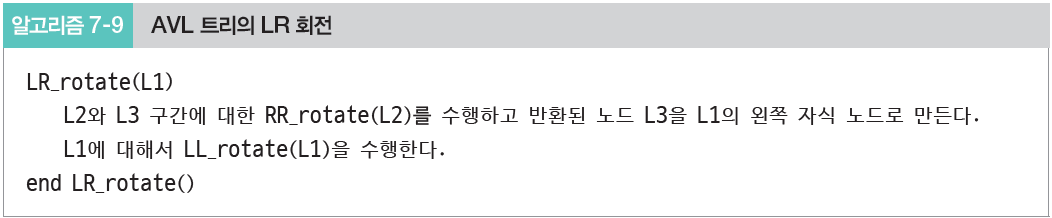 알고리즘 7-9 AVL 트리의 LR 회전
LR_rotate(L1)
L2와 L3 구간에 대한 RR_rotate(L2)를 수행하고 반환된 노드 L3을 L1의 왼쪽 자식 노드로 만든다.
L1에 대해서 LL_rotate(L1)을 수행한다.
end LR_rotate()